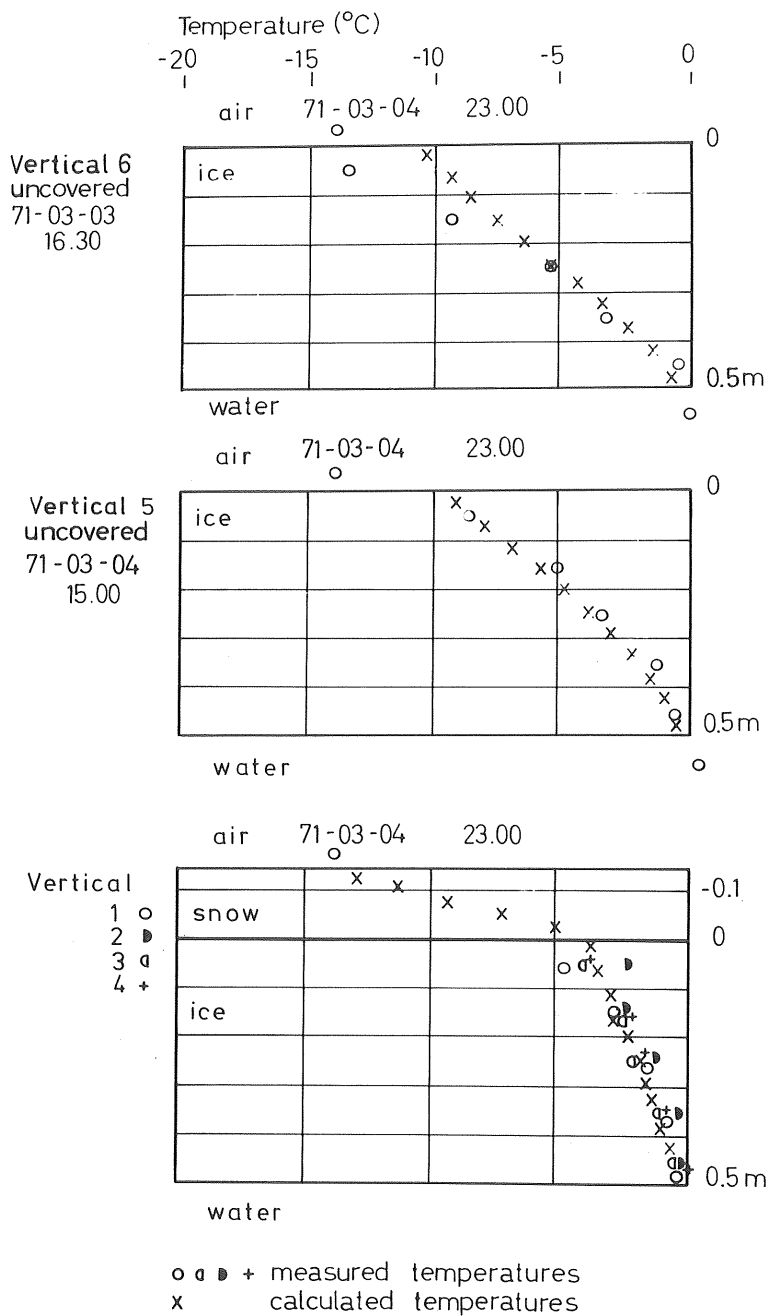 Temperature (°C)
-20 -15 -10 -5 0
air 71-03-04 23.00
0
Vertical 6
uncovered
71-03-03
16.30
ice
0.5m
water
air 71-03-04 23.00
0
Vertical 5
uncovered
71-03-04
15.00
ice
0.5m
water
air 71-03-04 23.00
Vertical
-0.1
1 o snow
0
2 ◗
3 ◖
4 +
ice
0.5m
water
o ◖ ◗ + measured temperatures
x calculated temperatures